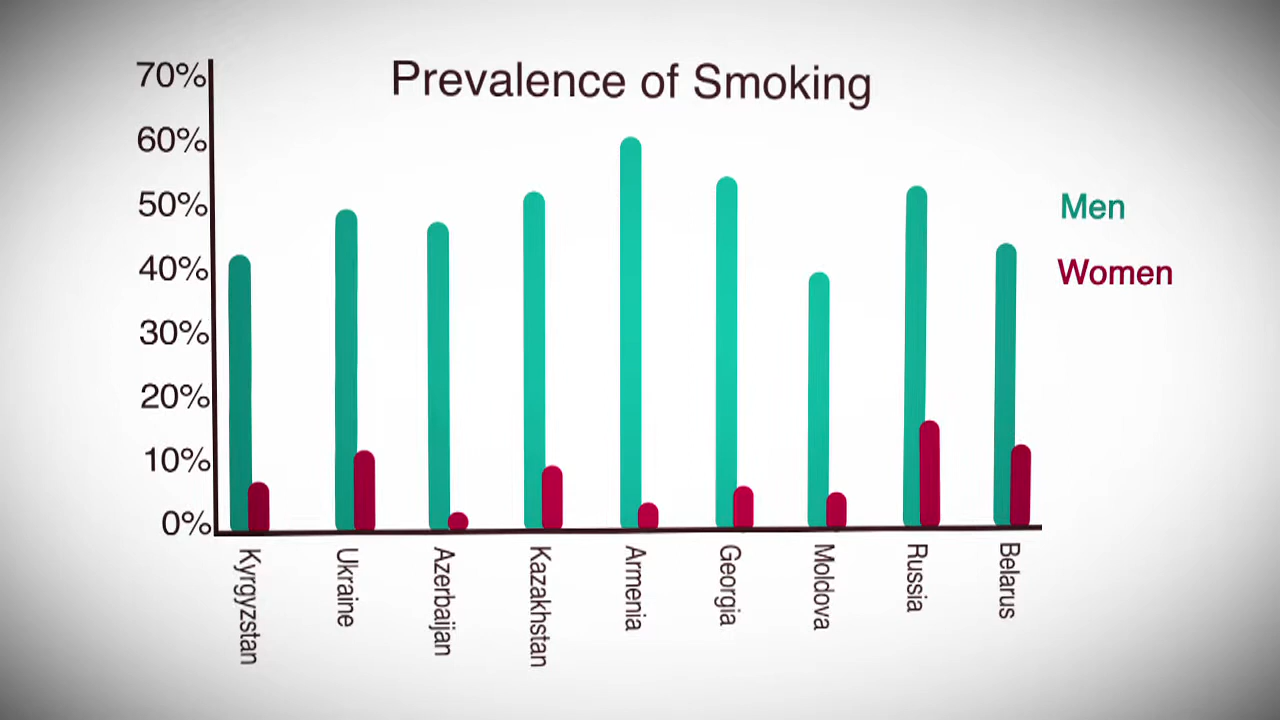 Prevalence of Smoking
70%
60%
50%
40%
30%
20%
10%
0%
Men
Women
Kyrgyzstan
Ukraine
Azerbaijan
Kazakhstan
Armenia
Georgia
Moldova
Russia
Belarus